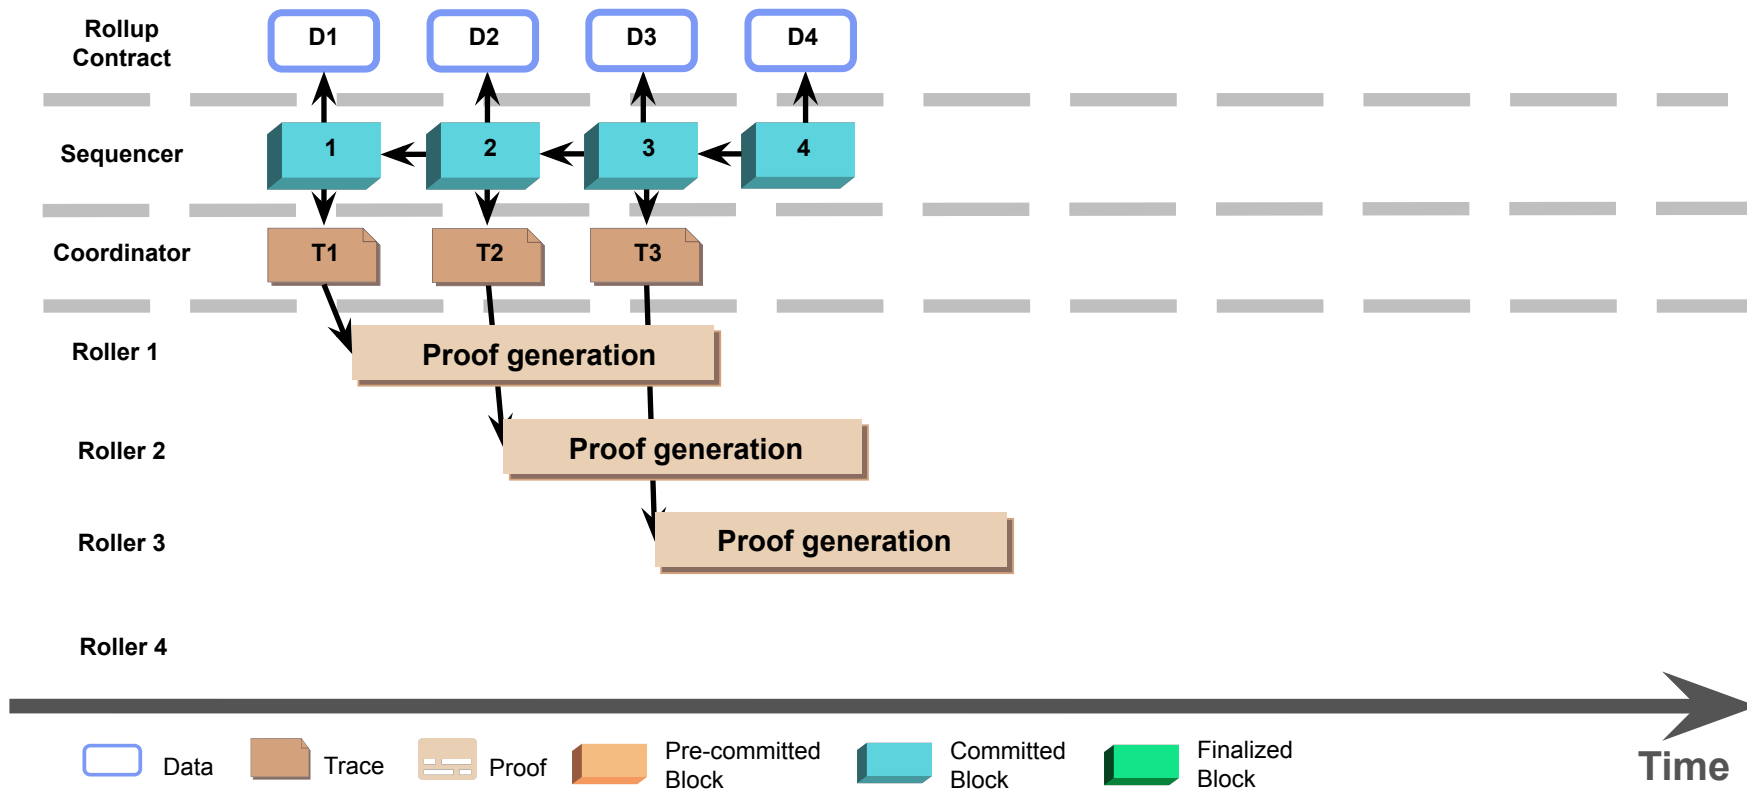 Rollup
Contract
D1
D2
D3
D4
Sequencer
1
2
3
4
Coordinator
T1
T2
T3
Roller 1
Proof generation
Roller 2
Proof generation
Roller 3
Proof generation
Roller 4
Data
Trace
Proof
Pre-committed
Block
Committed
Block
Finalized
Block
Time